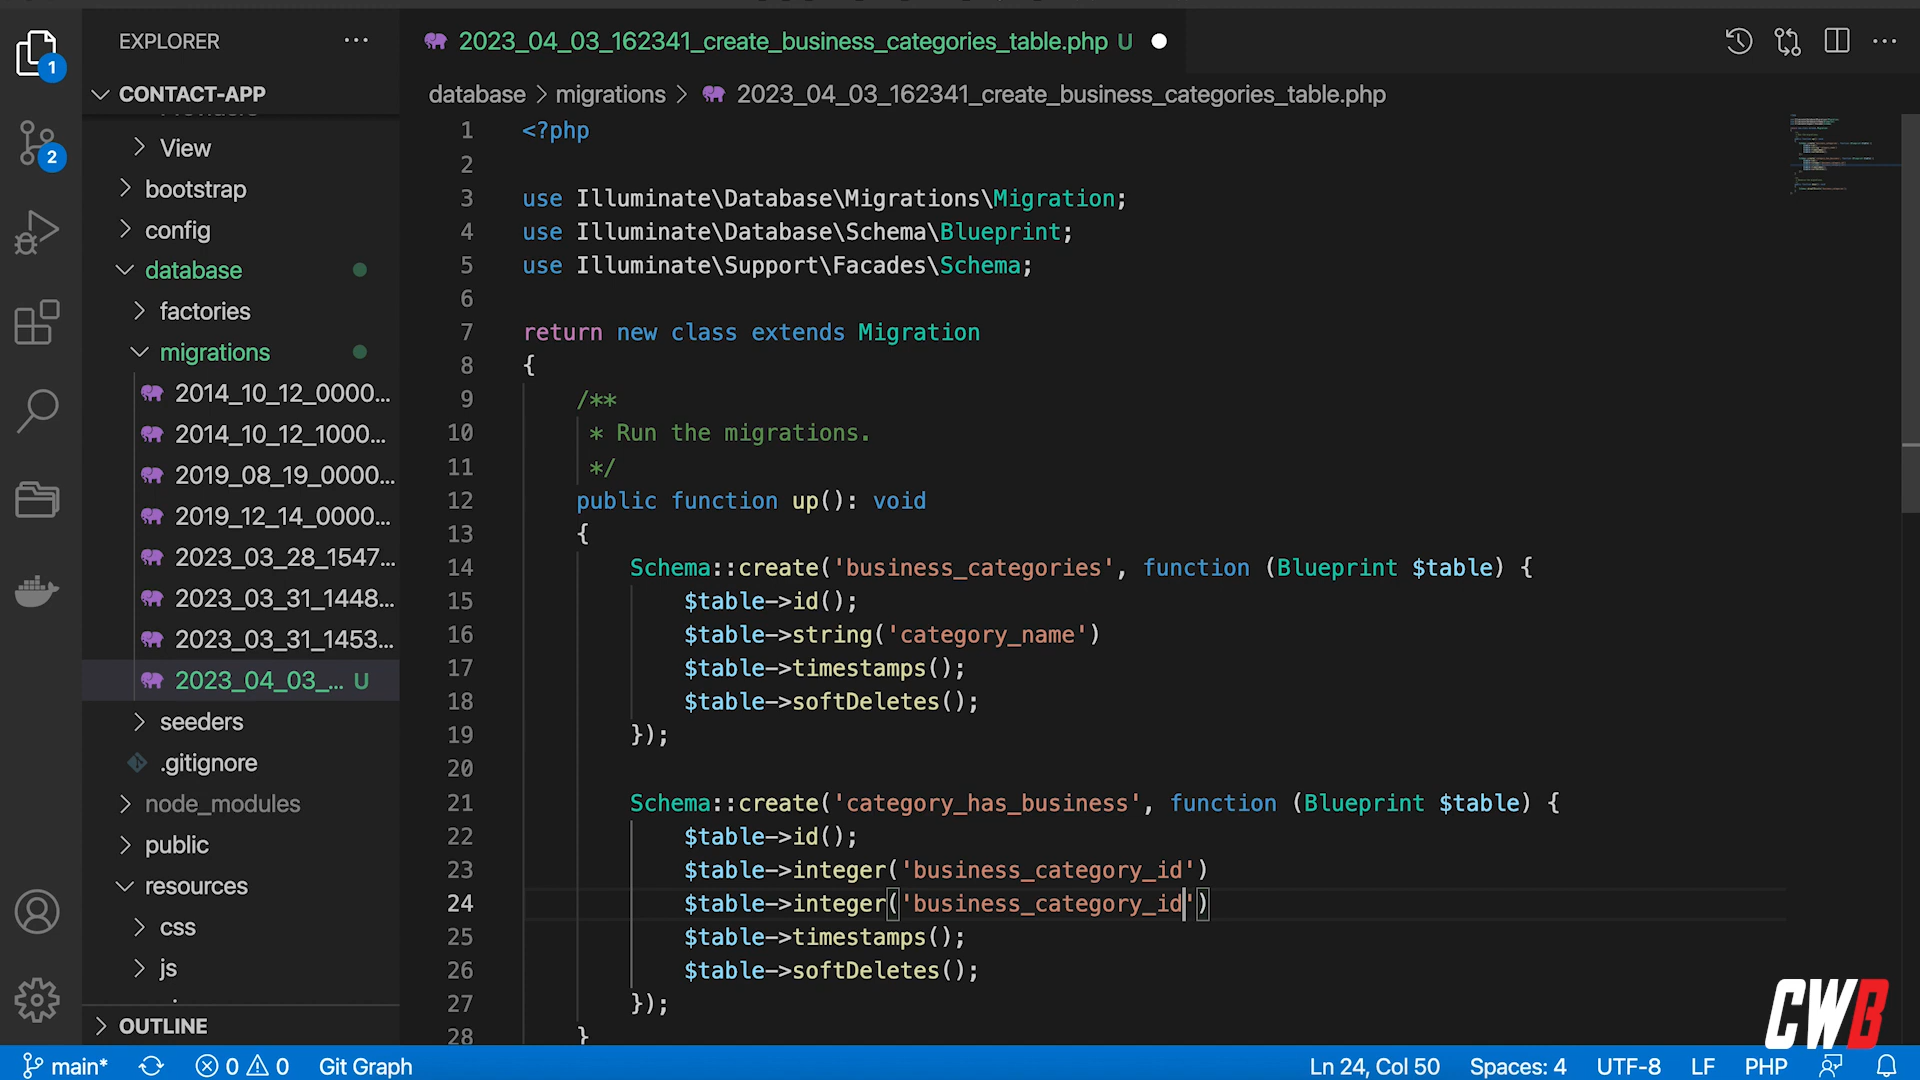 EXPLORER
2023_04_03_162341_create_business_categories_table.php U
1
CONTACT-APP
database > migrations > 2023_04_03_162341_create_business_categories_table.php
View
2
bootstrap
config
database
factories
migrations
2014_10_12_0000...
2014_10_12_1000...
2019_08_19_0000...
2019_12_14_0000...
2023_03_28_1547...
2023_03_31_1448...
2023_03_31_1453...
2023_04_03_... U
seeders
.gitignore
node_modules
public
resources
css
js
OUTLINE
1 <?php
2
3 use Illuminate\Database\Migrations\Migration;
4 use Illuminate\Database\Schema\Blueprint;
5 use Illuminate\Support\Facades\Schema;
6
7 return new class extends Migration
8 {
9 /**
10 * Run the migrations.
11 */
12 public function up(): void
13 {
14 Schema::create('business_categories', function (Blueprint $table) {
15 $table->id();
16 $table->string('category_name')
17 $table->timestamps();
18 $table->softDeletes();
19 });
20
21 Schema::create('category_has_business', function (Blueprint $table) {
22 $table->id();
23 $table->integer('business_category_id')
24 $table->integer('business_category_id')
25 $table->timestamps();
26 $table->softDeletes();
27 });
28 }
CWB
main* 0 0 Git Graph Ln 24, Col 50 Spaces: 4 UTF-8 LF PHP